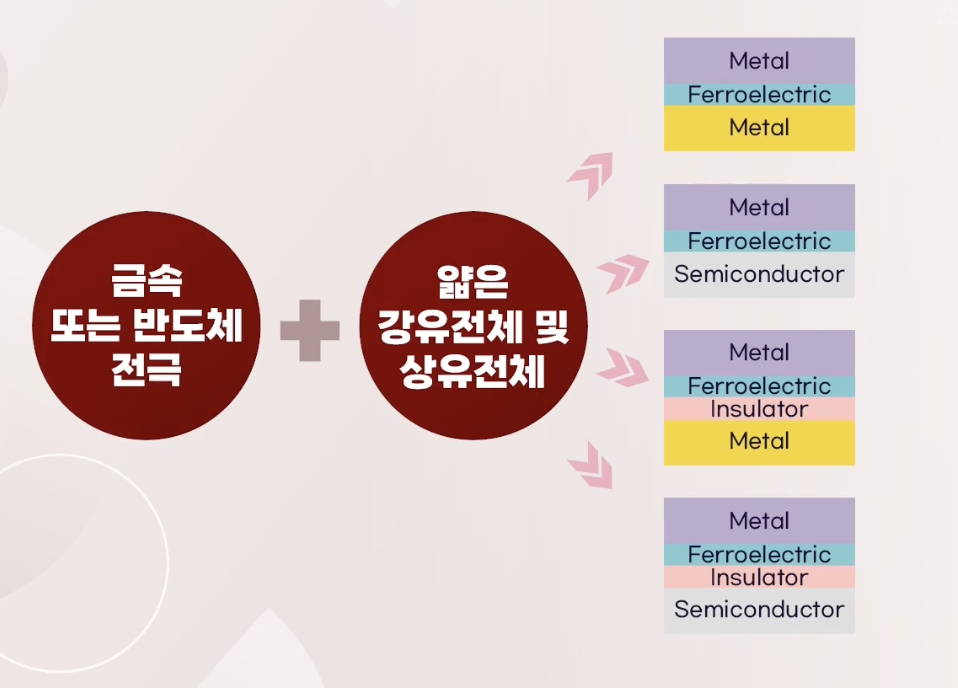 금속
또는 반도체
전극
얇은
강유전체 및
상유전체
Metal
Ferroelectric
Metal
Metal
Ferroelectric
Semiconductor
Metal
Ferroelectric
Insulator
Metal
Metal
Ferroelectric
Insulator
Semiconductor